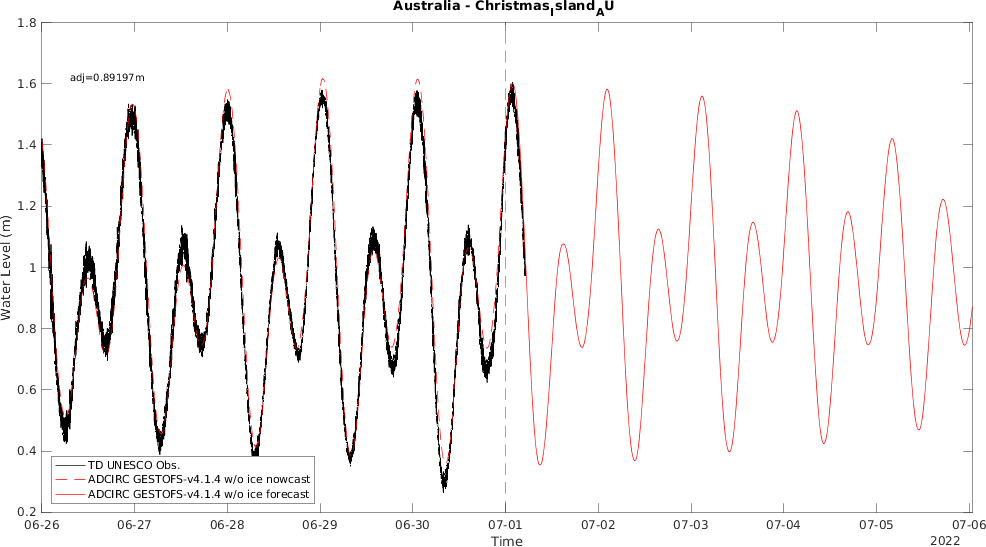 Australia - Christmas_Island_AU
1.8
1.6
1.4
1.2
1
0.8
0.6
0.4
0.2
Water Level (m)
adj=0.89197m
TD UNESCO Obs.
ADCIRC GESTOFS-v4.1.4 w/o ice nowcast
ADCIRC GESTOFS-v4.1.4 w/o ice forecast
06-26 06-27 06-28 06-29 06-30 07-01 07-02 07-03 07-04 07-05 07-06
Time
2022